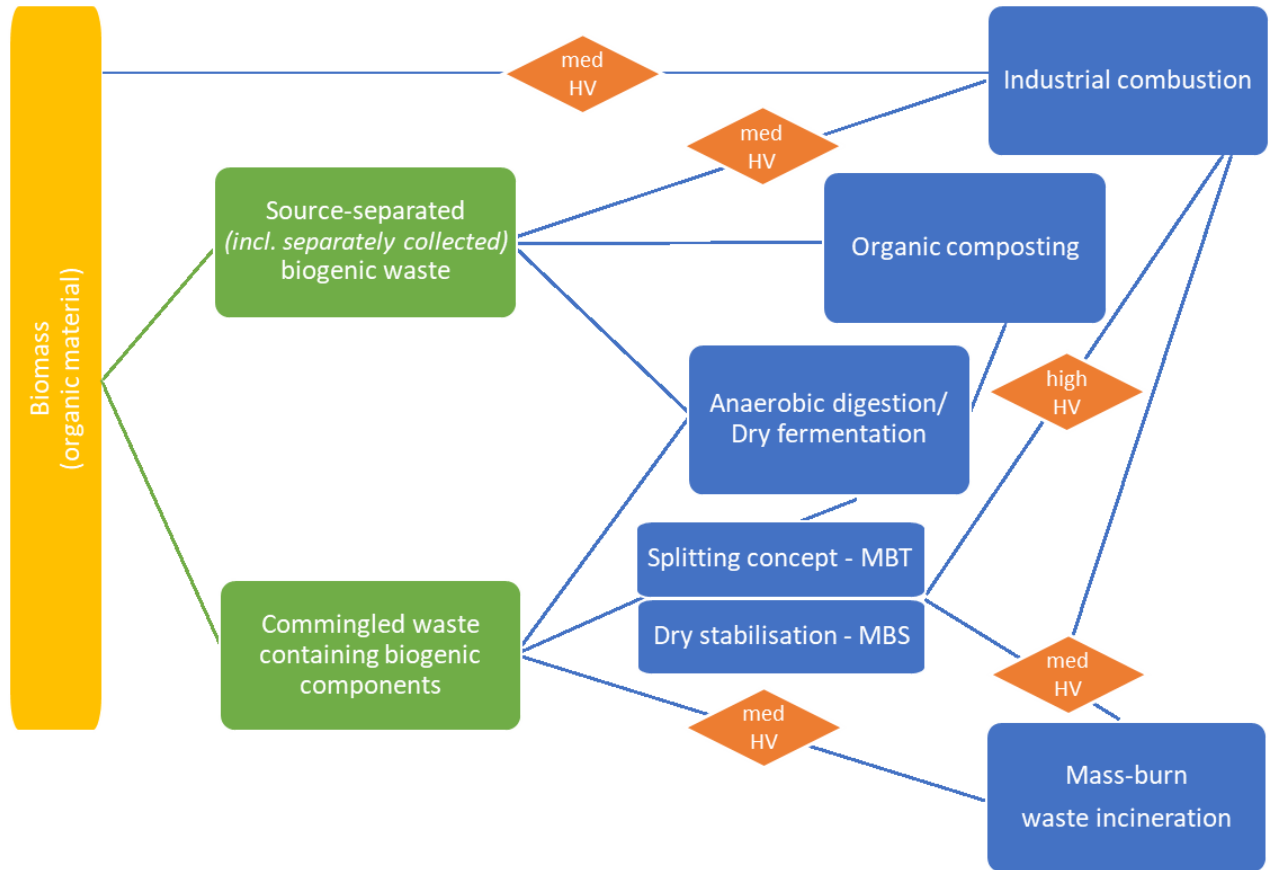 Biomass
(organic material)
med
HV
Industrial combustion
med
HV
Source-separated
(incl. separately collected)
biogenic waste
Organic composting
Anaerobic digestion/
Dry fermentation
high
HV
Splitting concept - MBT
Dry stabilisation - MBS
Commingled waste
containing biogenic
components
med
HV
med
HV
Mass-burn
waste incineration